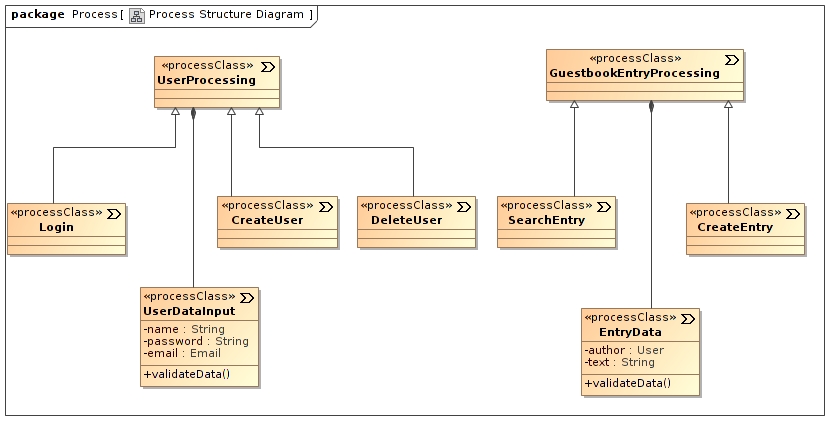 package Process[ Process Structure Diagram ]
«processClass»
UserProcessing
«processClass»
GuestbookEntryProcessing
«processClass»
Login
«processClass»
CreateUser
«processClass»
DeleteUser
«processClass»
SearchEntry
«processClass»
CreateEntry
«processClass»
UserDataInput
-name : String
-password : String
-email : Email
+validateData()
«processClass»
EntryData
-author : User
-text : String
+validateData()